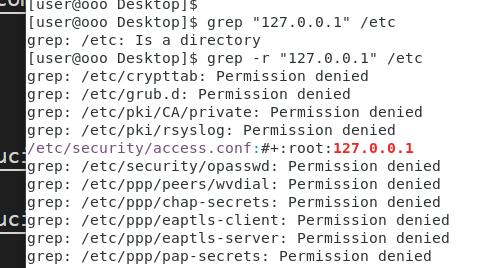 [user@ooo Desktop]$
[user@ooo Desktop]$ grep "127.0.0.1" /etc
grep: /etc: Is a directory
[user@ooo Desktop]$ grep -r "127.0.0.1" /etc
grep: /etc/crypttab: Permission denied
grep: /etc/grub.d: Permission denied
grep: /etc/pki/CA/private: Permission denied
grep: /etc/pki/rsyslog: Permission denied
/etc/security/access.conf:#+:root:127.0.0.1
grep: /etc/security/opasswd: Permission denied
grep: /etc/ppp/peers/wvdial: Permission denied
grep: /etc/ppp/chap-secrets: Permission denied
grep: /etc/ppp/eaptls-client: Permission denied
grep: /etc/ppp/eaptls-server: Permission denied
grep: /etc/ppp/pap-secrets: Permission denied